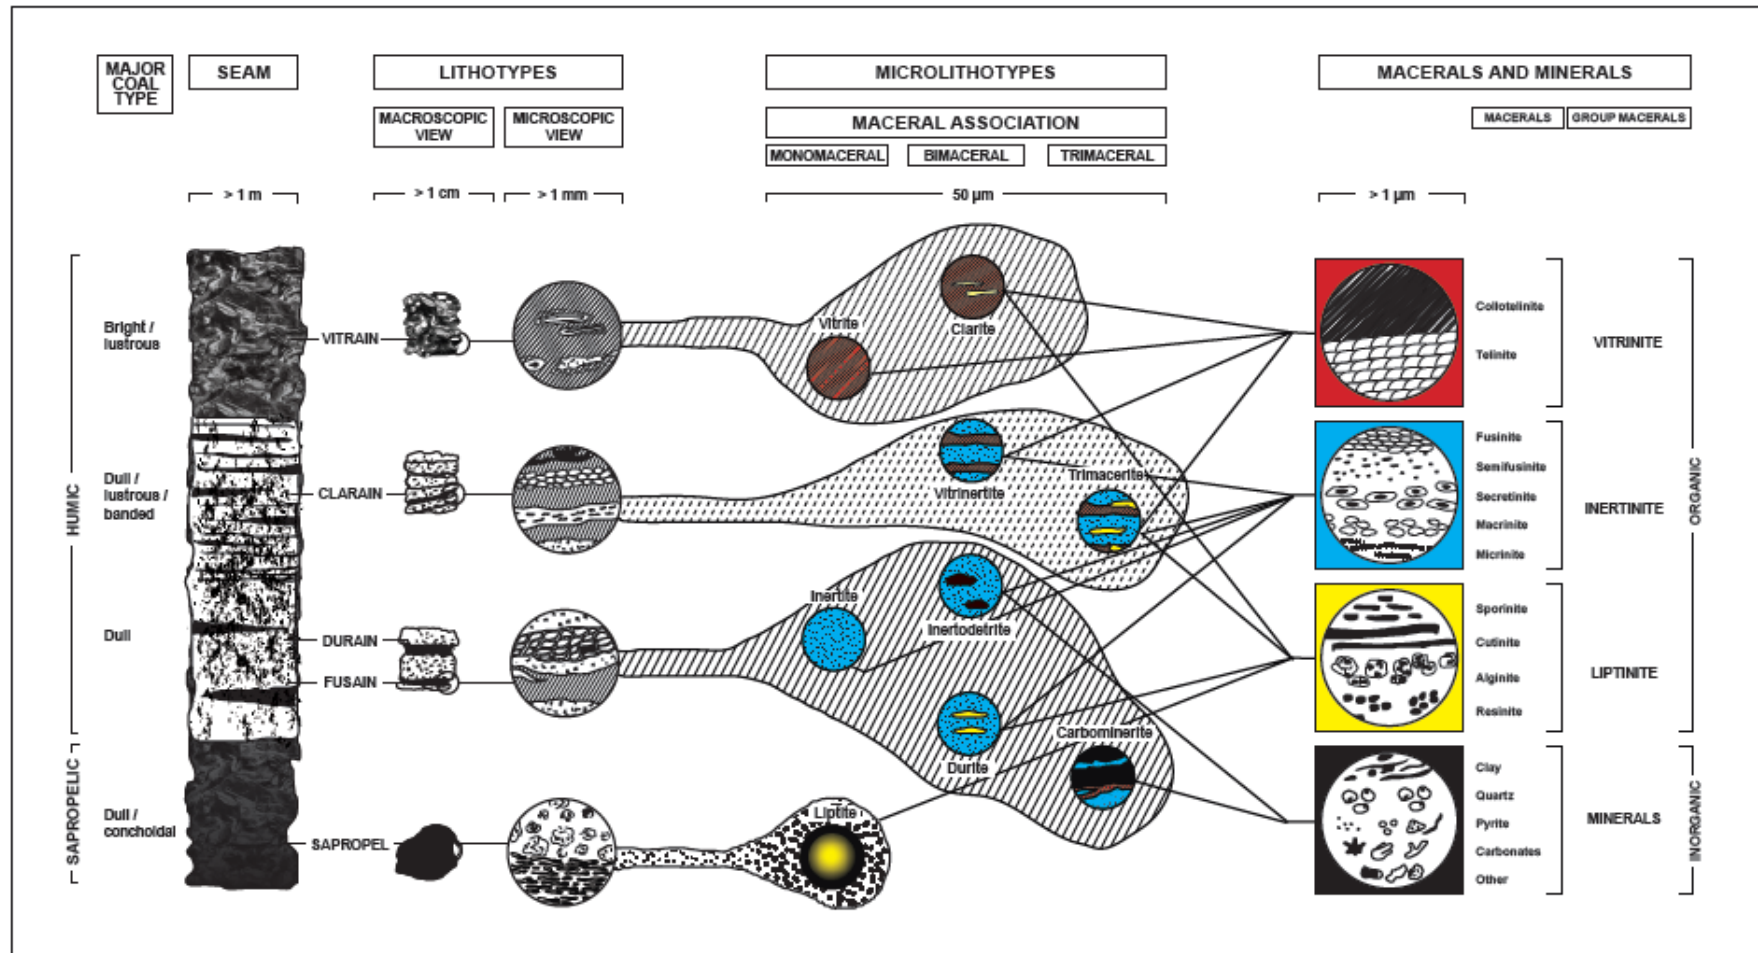 MAJOR
COAL
TYPE
SEAM
LITHOTYPES
MICROLITHOTYPES
MACERALS AND MINERALS
MACROSCOPIC
VIEW
MICROSCOPIC
VIEW
MACERAL ASSOCIATION
MACERALS
GROUP MACERALS
MONOMACERAL
BIMACERAL
TRIMACERAL
> 1 m
> 1 cm
> 1 mm
50 µm
> 1 µm
HUMIC
SAPROPELIC
Bright /
lustrous
Dull /
lustrous /
banded
Dull
Dull /
conchoidal
VITRAIN
CLARAIN
DURAIN
FUSAIN
SAPROPEL
Vitrite
Clarite
Vitrinertite
Trimacerite
Inertite
Inertodetrite
Durite
Carbominerite
Liptite
Collotelinite
Telinite
VITRINITE
Fusinite
Semifusinite
Secretinite
Macrinite
Micrinite
INERTINITE
Sporinite
Cutinite
Alginite
Resinite
LIPTINITE
Clay
Quartz
Pyrite
Carbonates
Other
MINERALS
ORGANIC
INORGANIC